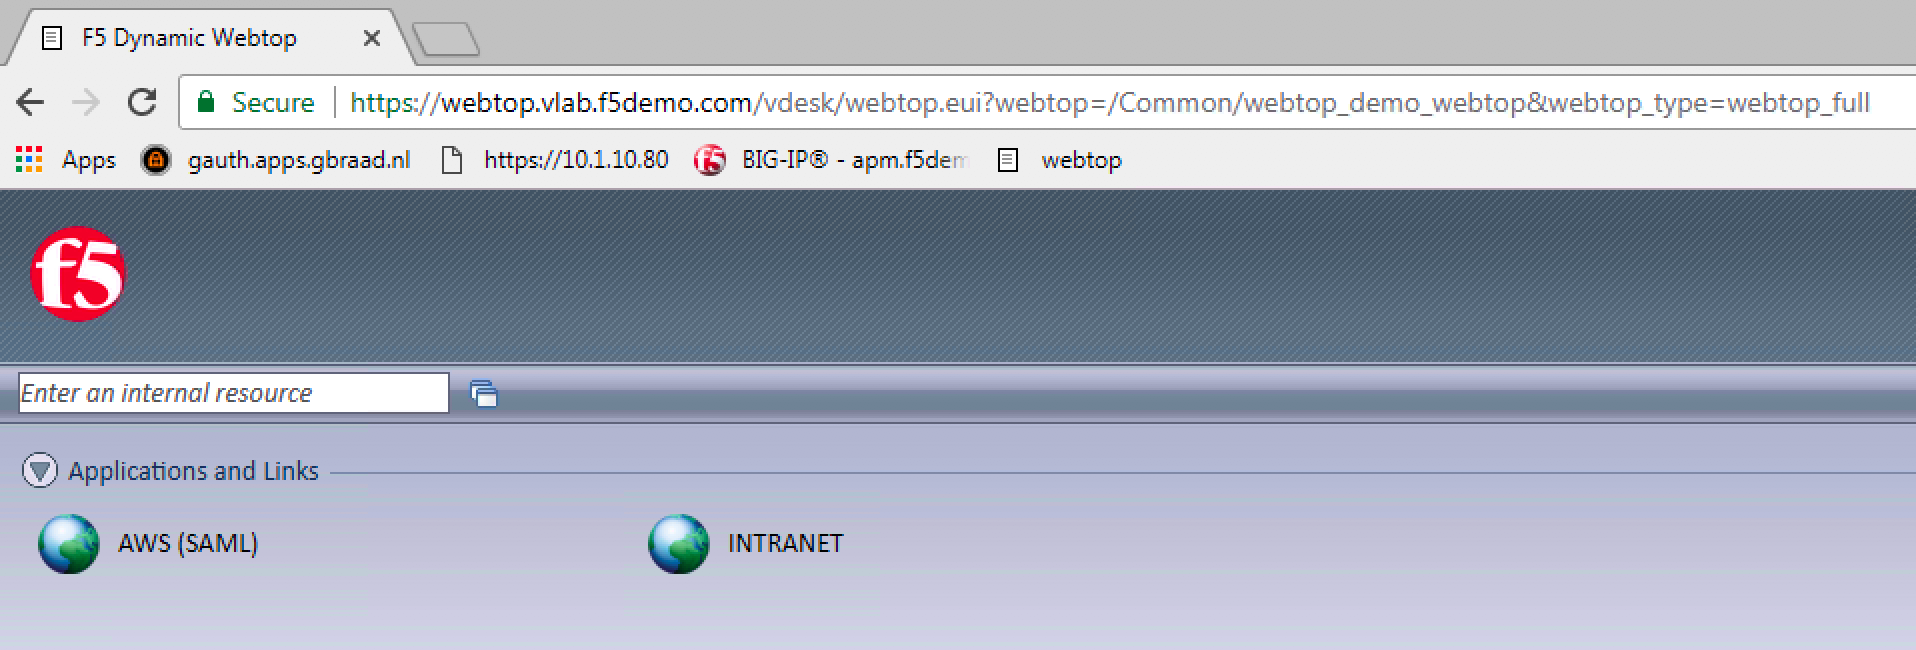 F5 Dynamic Webtop
Secure https://webtop.vlab.f5demo.com/vdesk/webtop.eui?webtop=/Common/webtop_demo_webtop&webtop_type=webtop_full
Apps gauth.apps.gbraad.nl https://10.1.10.80 BIG-IP® - apm.f5dem webtop
f5
Enter an internal resource
Applications and Links
AWS (SAML) INTRANET